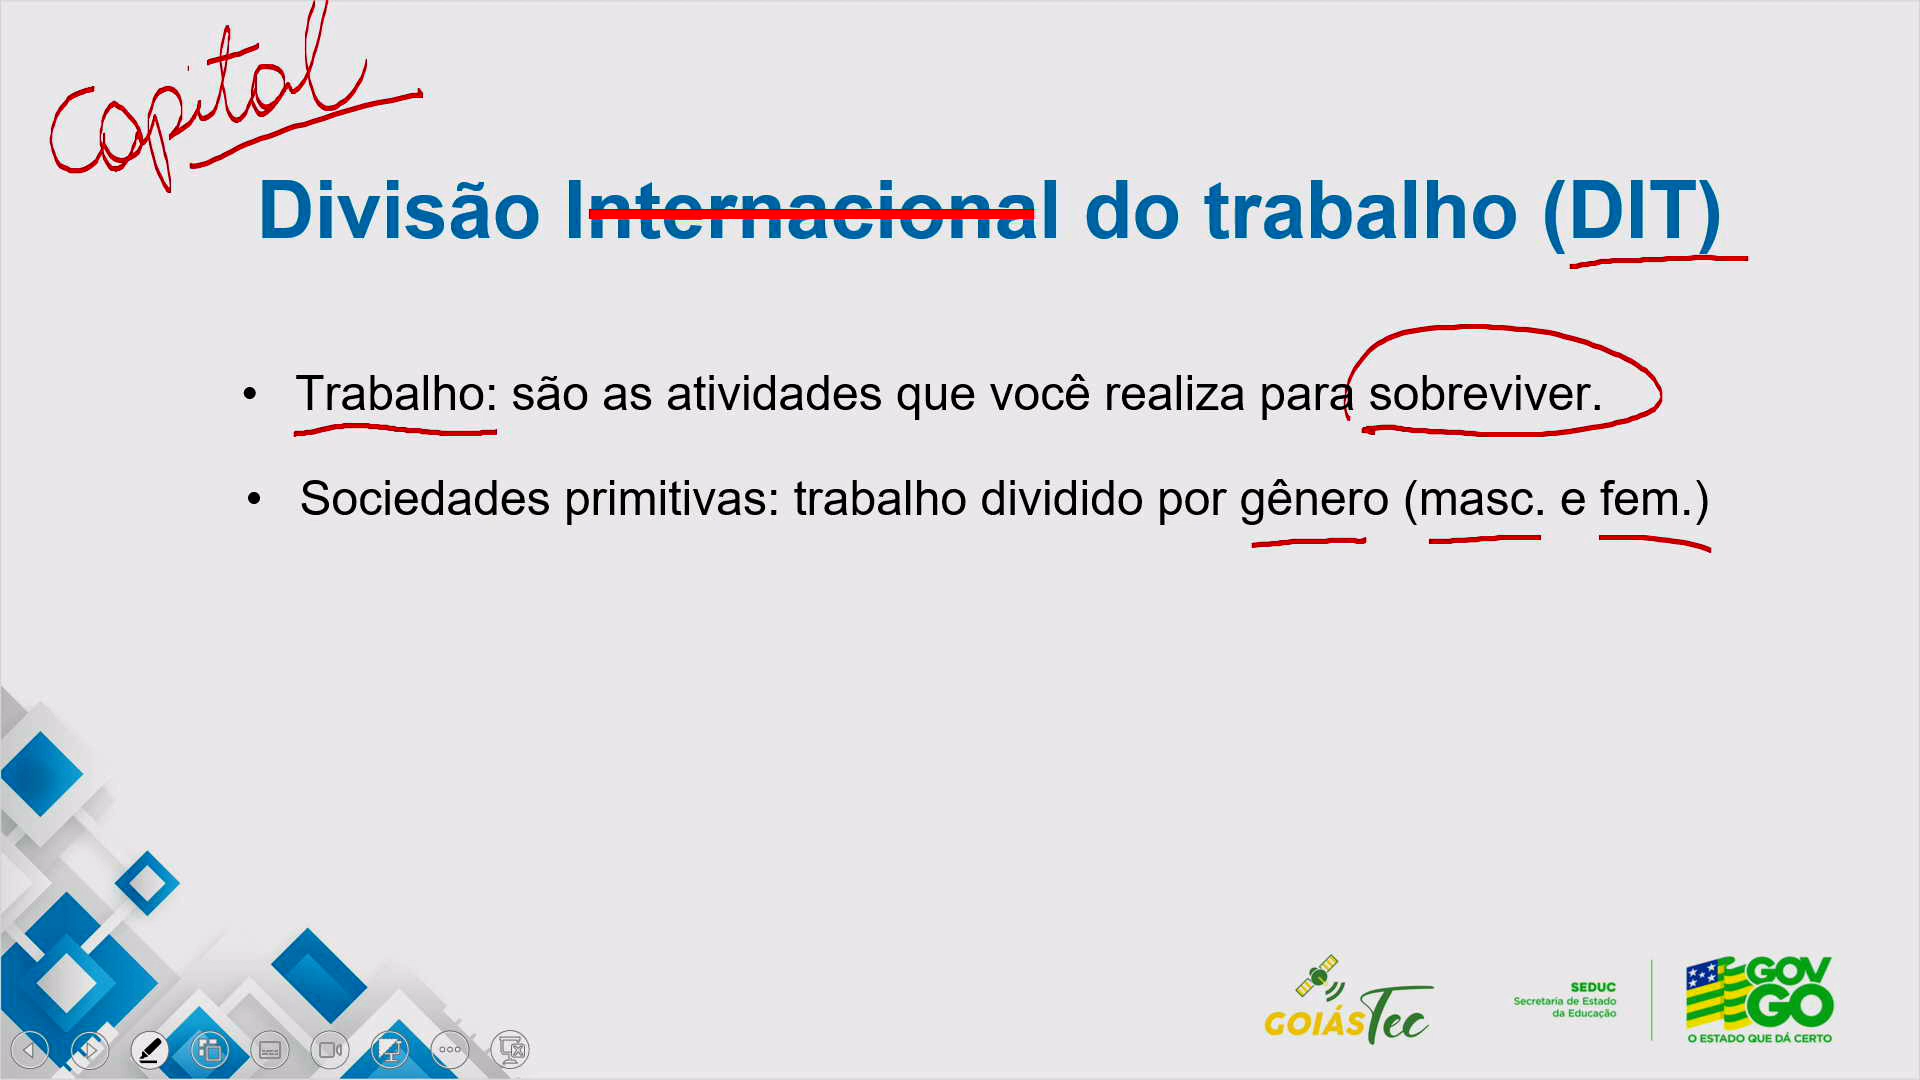 Capital
Divisão Internacional do trabalho (DIT)
• Trabalho: são as atividades que você realiza para sobreviver.
• Sociedades primitivas: trabalho dividido por gênero (masc. e fem.)
GOIÁS Tec
SEDUC
Secretaria de Estado
da Educação
GOV
GO
O ESTADO QUE DÁ CERTO